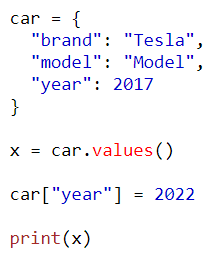 car = {
  "brand": "Tesla",
  "model": "Model",
  "year": 2017
}

x = car.values()

car["year"] = 2022

print(x)